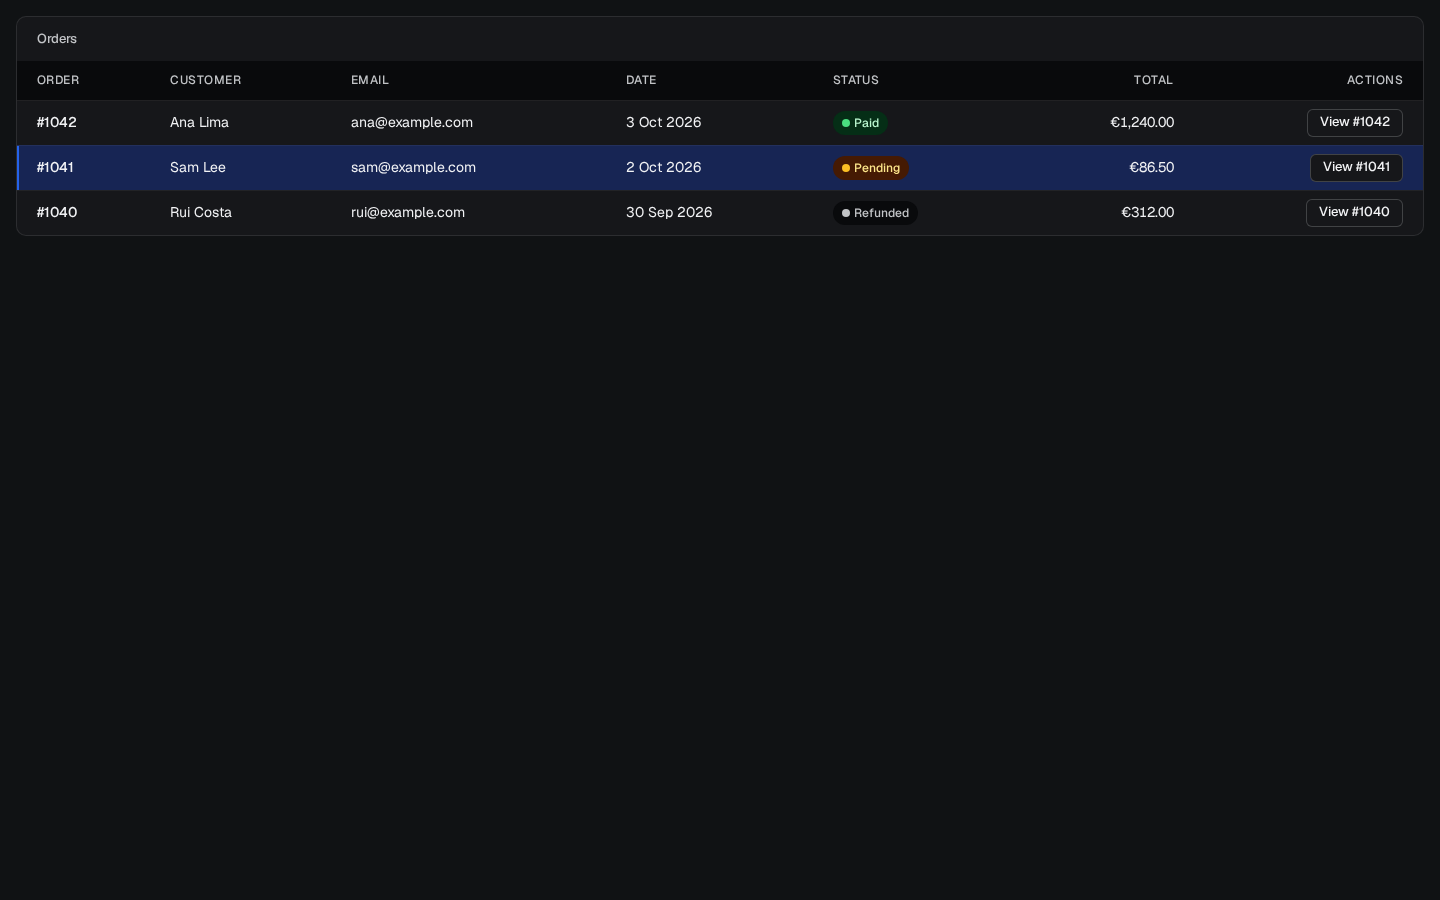 Orders
ORDER CUSTOMER EMAIL DATE STATUS TOTAL ACTIONS
#1042 Ana Lima ana@example.com 3 Oct 2026 Paid €1,240.00 View #1042
#1041 Sam Lee sam@example.com 2 Oct 2026 Pending €86.50 View #1041
#1040 Rui Costa rui@example.com 30 Sep 2026 Refunded €312.00 View #1040